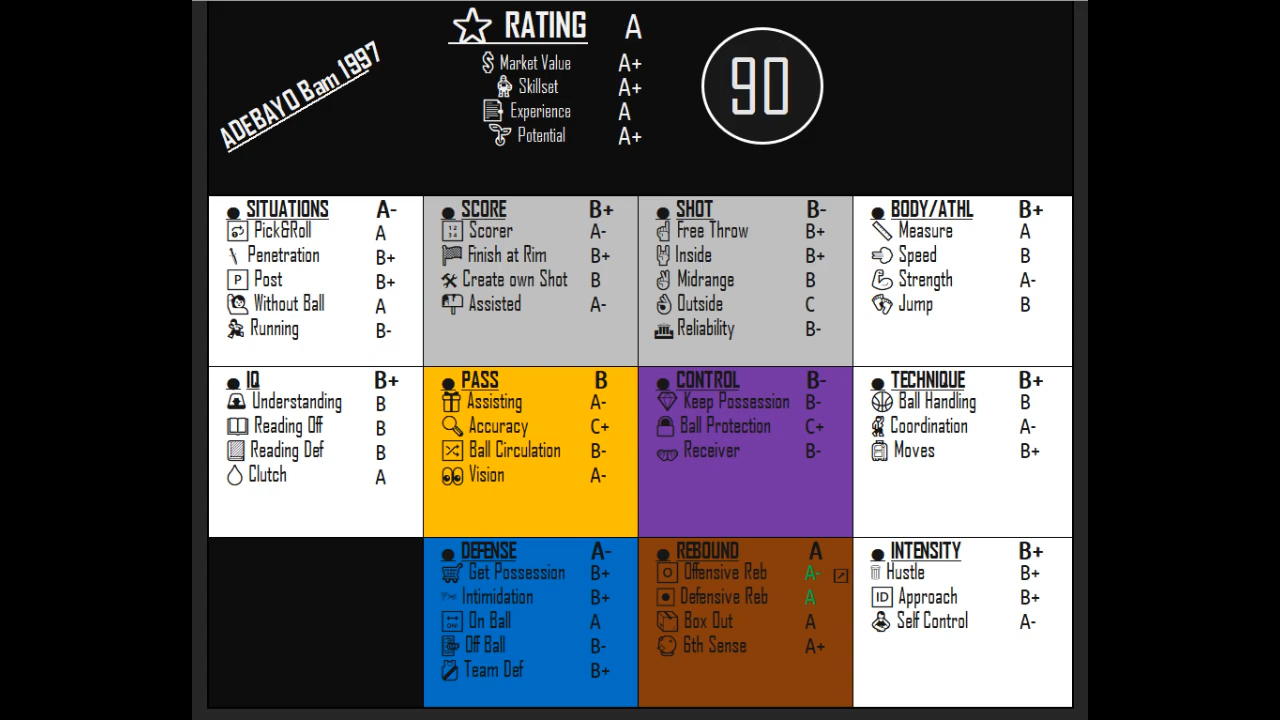 ADEBAYO Bam 1997
RATING A
Market Value A+
Skillset A+
Experience A
Potential A+
90
SITUATIONS A-
Pick&Roll A
Penetration B+
Post B+
Without Ball A
Running B-
SCORE B+
Scorer A-
Finish at Rim B+
Create own Shot B
Assisted A-
SHOT B-
Free Throw B+
Inside B+
Midrange B
Outside C
Reliability B-
BODY/ATHL B+
Measure A
Speed B
Strength A-
Jump B
IQ B+
Understanding B
Reading Off B
Reading Def B
Clutch A
PASS B
Assisting A-
Accuracy C+
Ball Circulation B-
Vision A-
CONTROL B-
Keep Possession B-
Ball Protection C+
Receiver B-
TECHNIQUE B+
Ball Handling B
Coordination A-
Moves B+
DEFENSE A-
Get Possession B+
Intimidation B+
On Ball A
Off Ball B-
Team Def B+
REBOUND A
Offensive Reb A-
Defensive Reb A
Box Out A
6th Sense A+
INTENSITY B+
Hustle B+
Approach B+
Self Control A-